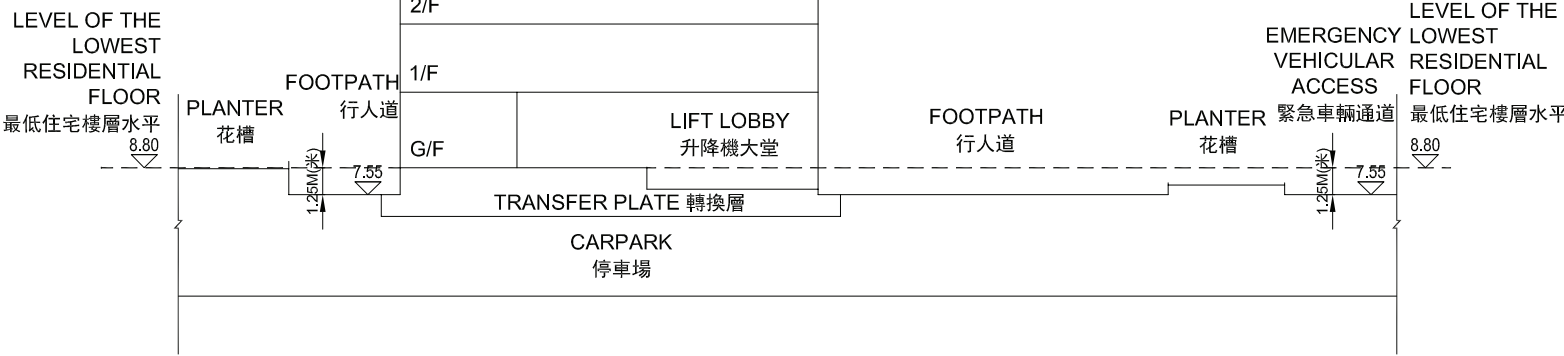 2/F
1/F
G/F
LEVEL OF THE
LOWEST
RESIDENTIAL
FLOOR
最低住宅樓層水平
8.80
PLANTER
花槽
FOOTPATH
行人道
1.25M(米)
7.55
LIFT LOBBY
升降機大堂
TRANSFER PLATE 轉換層
CARPARK
停車場
FOOTPATH
行人道
PLANTER
花槽
EMERGENCY
VEHICULAR
ACCESS
緊急車輛通道
1.25M(米)
7.55
LEVEL OF THE
LOWEST
RESIDENTIAL
FLOOR
最低住宅樓層水平
8.80